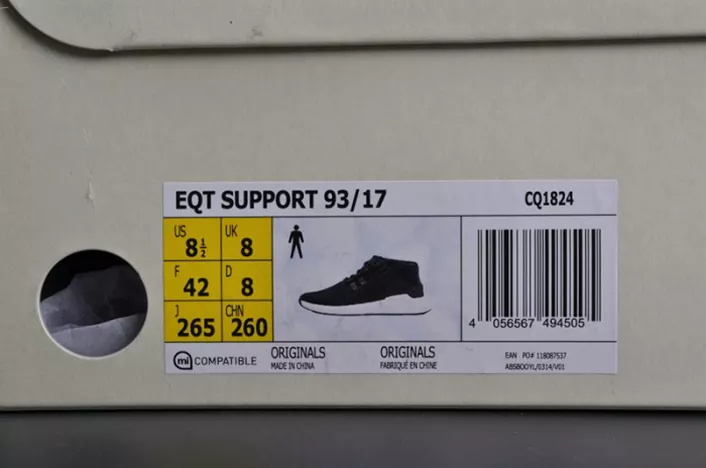 EQT SUPPORT 93/17 CQ1824
US 8½ UK 8
F 42 D 8
J 265 CHN 260
4 056567 494505
mi COMPATIBLE
ORIGINALS ORIGINALS
MADE IN CHINA FABRIQUÉ EN CHINE
EAN PO# 118087537
ABSBOOYL/0314/V01